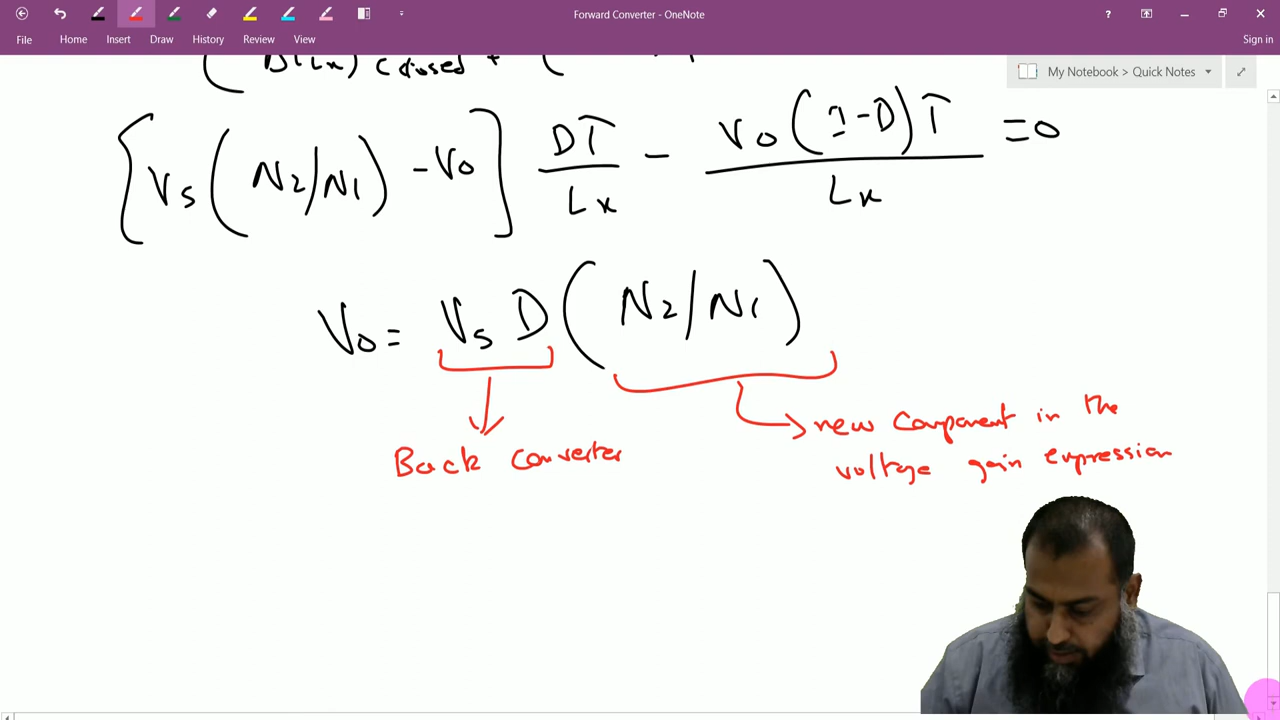 Forward Converter - OneNote
File Home Insert Draw History Review View Sign in
My Notebook > Quick Notes
closed +
[Vs(N2/N1) -Vo] DT/Lx - Vo(1-D)T/Lx =0
Vo= Vs D(N2/N1)
Buck converter
new component in the
voltage gain expression